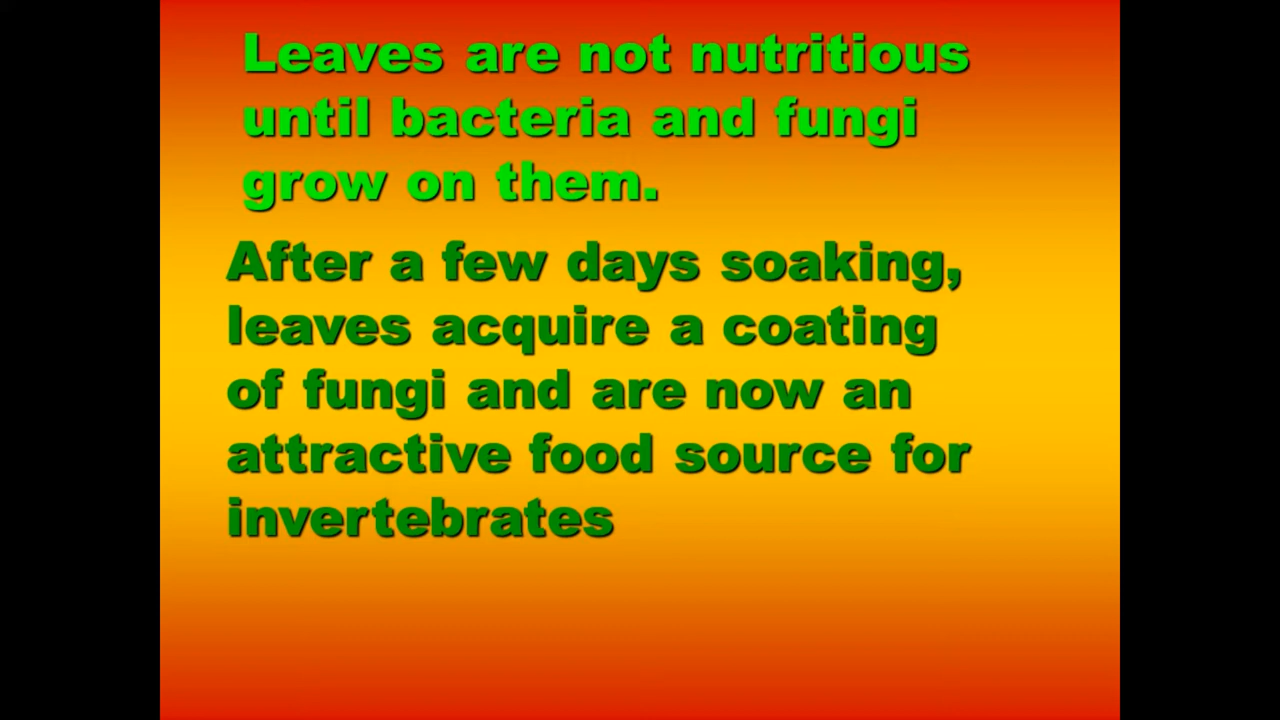 Leaves are not nutritious
until bacteria and fungi
grow on them.
After a few days soaking,
leaves acquire a coating
of fungi and are now an
attractive food source for
invertebrates